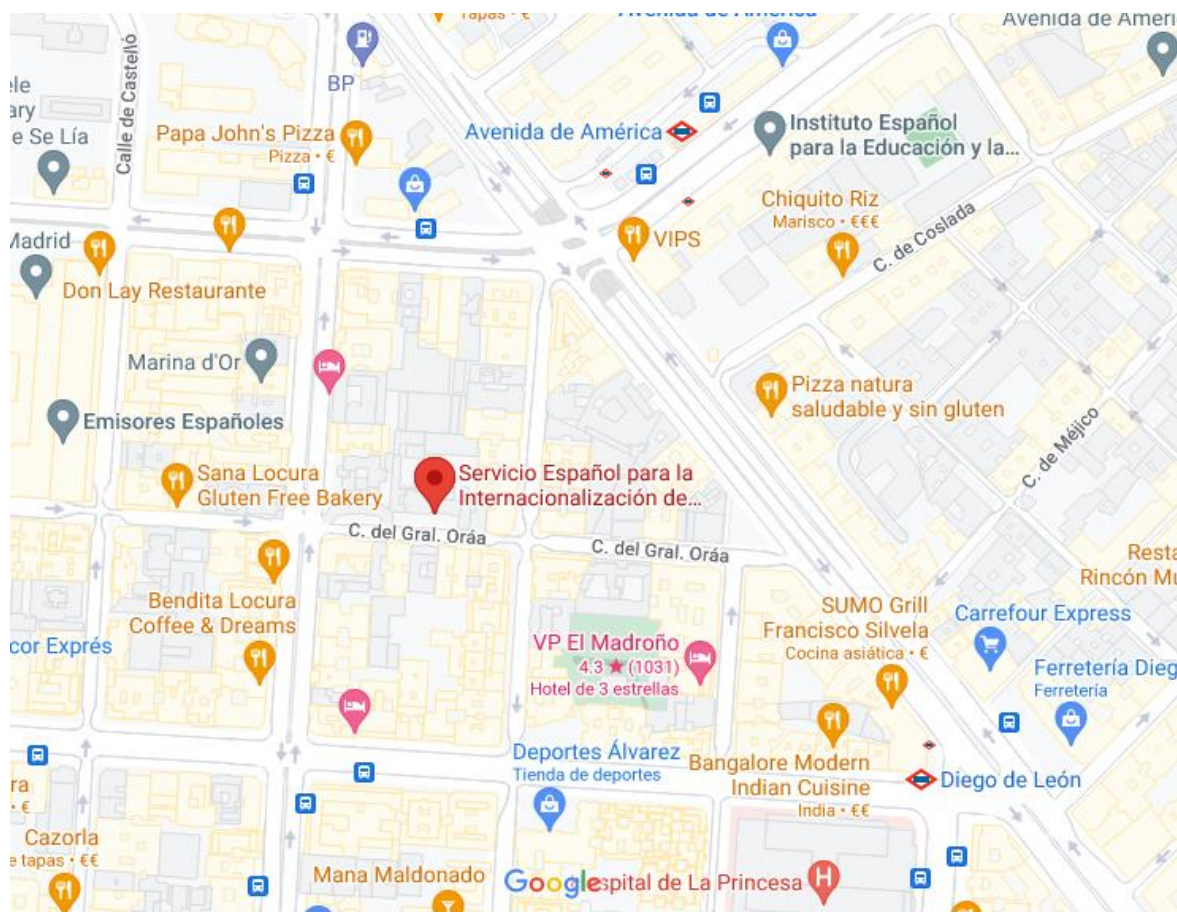 Tapas • €
Avenida de América
Avenida de Améri
BP
Calle de Castelló
ele
ary
e Se Lía
Papa John's Pizza
Pizza • €
Avenida de América
Instituto Español
para la Educación y la...
Chiquito Riz
Marisco • €€€
C. de Coslada
VIPS
Madrid
Don Lay Restaurante
Marina d'Or
Emisores Españoles
Pizza natura
saludable y sin gluten
C. de Méjico
Sana Locura
Gluten Free Bakery
Servicio Español para la
Internacionalización de...
C. del Gral. Oráa
C. del Gral. Oráa
Resta
Rincón Mu
Bendita Locura
Coffee & Dreams
SUMO Grill
Francisco Silvela
Cocina asiática • €
Carrefour Express
cor Exprés
VP El Madroño
4.3 ★ (1031)
Hotel de 3 estrellas
Ferretería Dieg
Ferretería
Deportes Álvarez
Tienda de deportes
Bangalore Modern
Indian Cuisine
India • €€
Diego de León
ra
• €
Cazorla
e tapas • €€
Mana Maldonado
Google
spital de La Princesa
H